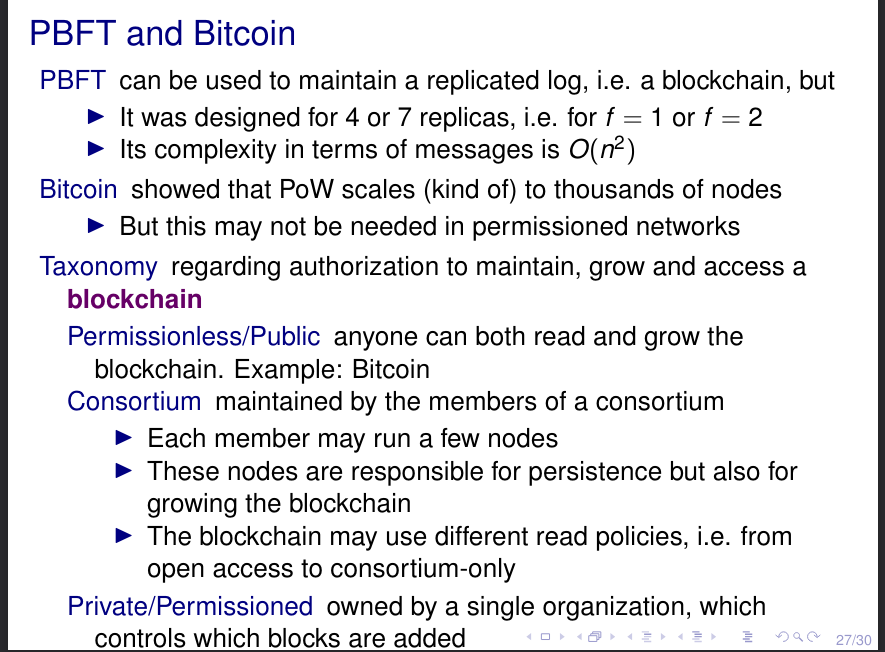 PBFT and Bitcoin
PBFT can be used to maintain a replicated log, i.e. a blockchain, but
▶ It was designed for 4 or 7 replicas, i.e. for f = 1 or f = 2
▶ Its complexity in terms of messages is O(n²)
Bitcoin showed that PoW scales (kind of) to thousands of nodes
▶ But this may not be needed in permissioned networks
Taxonomy regarding authorization to maintain, grow and access a
blockchain
Permissionless/Public anyone can both read and grow the
blockchain. Example: Bitcoin
Consortium maintained by the members of a consortium
▶ Each member may run a few nodes
▶ These nodes are responsible for persistence but also for
growing the blockchain
▶ The blockchain may use different read policies, i.e. from
open access to consortium-only
Private/Permissioned owned by a single organization, which
controls which blocks are added
27/30